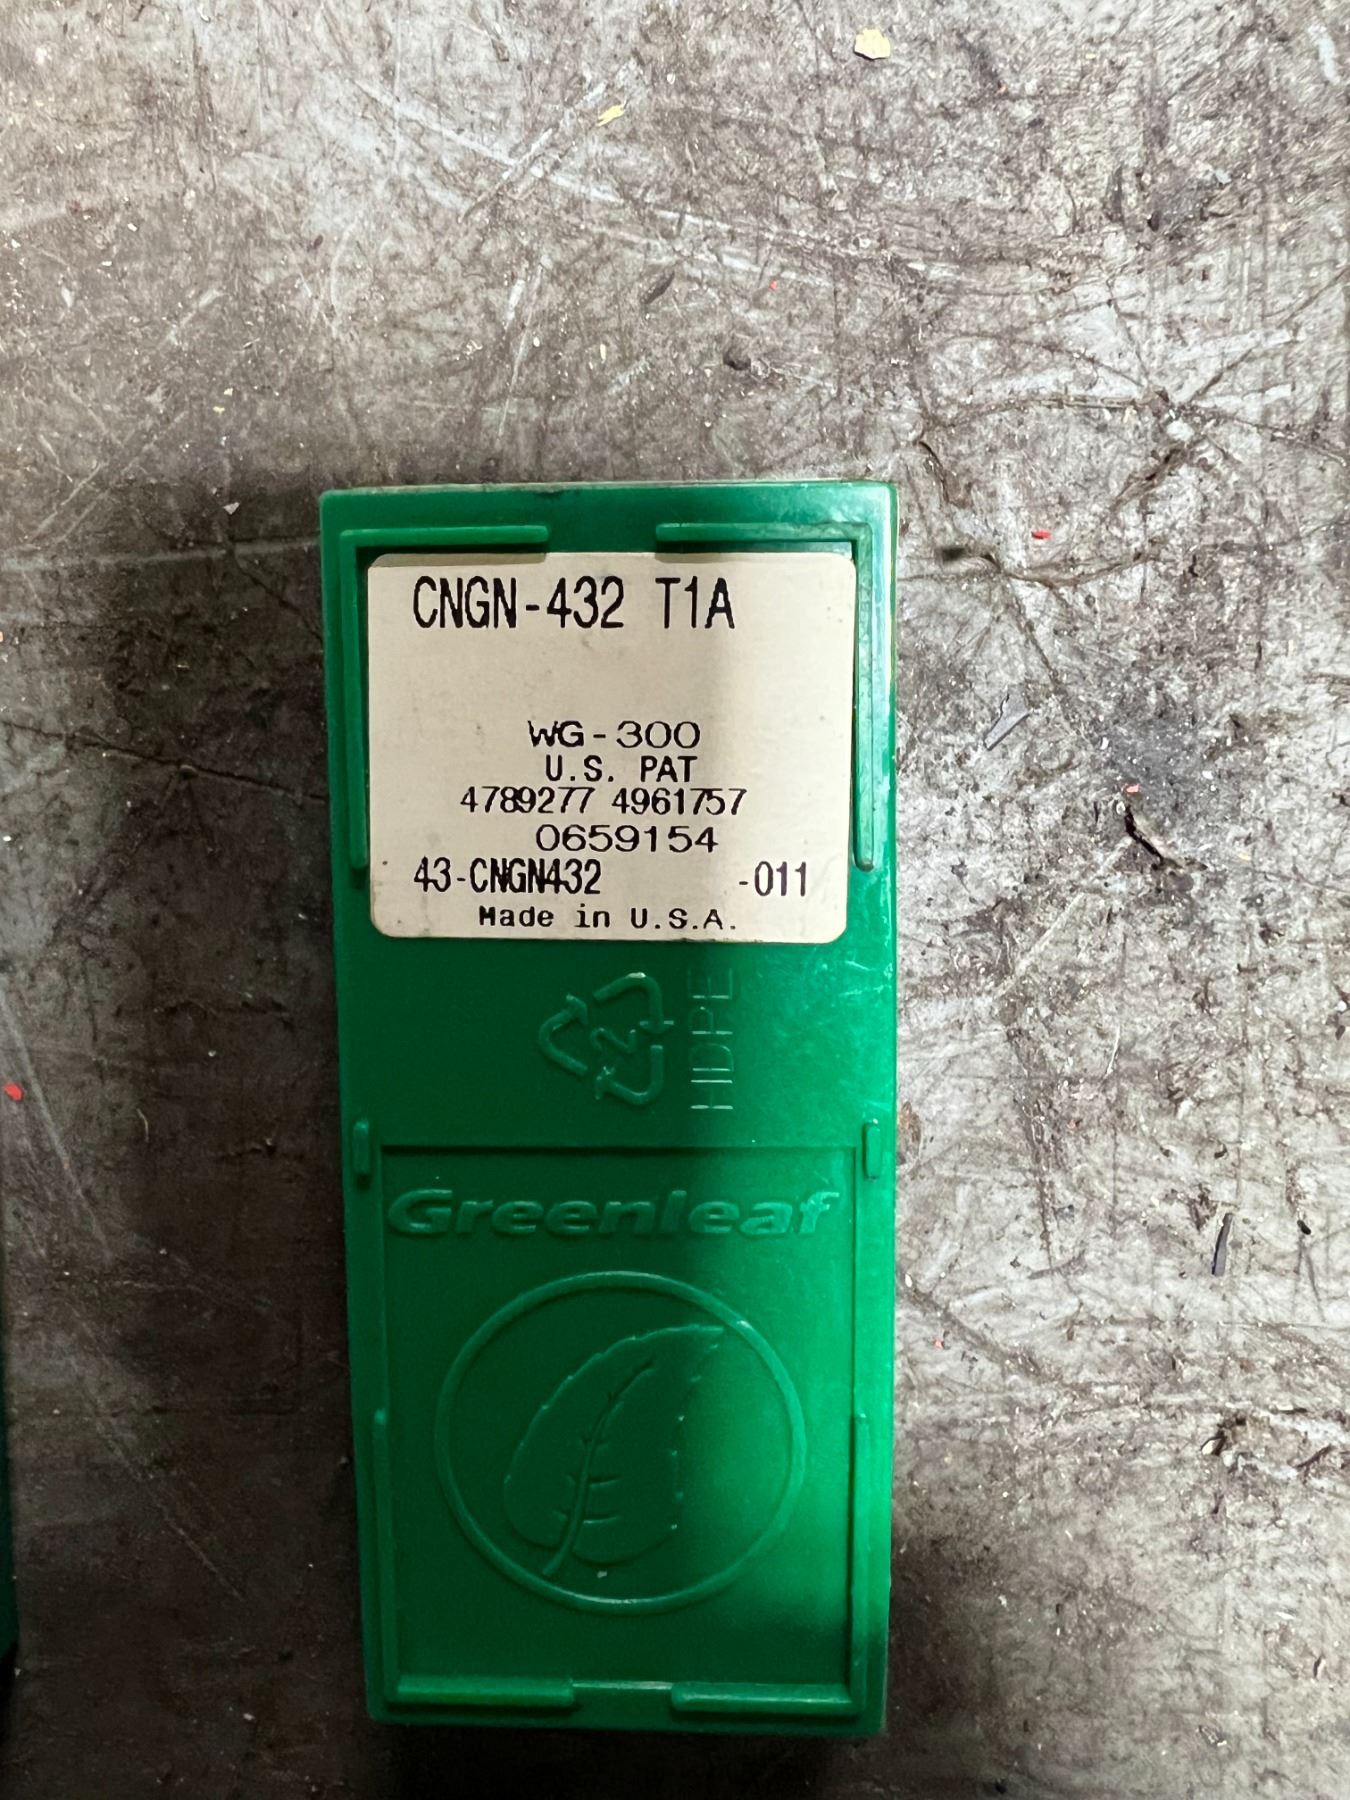 CNGN-432 T1A
WG-300
U.S. PAT
4789277 4961757
0659154
43-CNGN432 -011
Made in U.S.A.
2
HDPE
Greenleaf